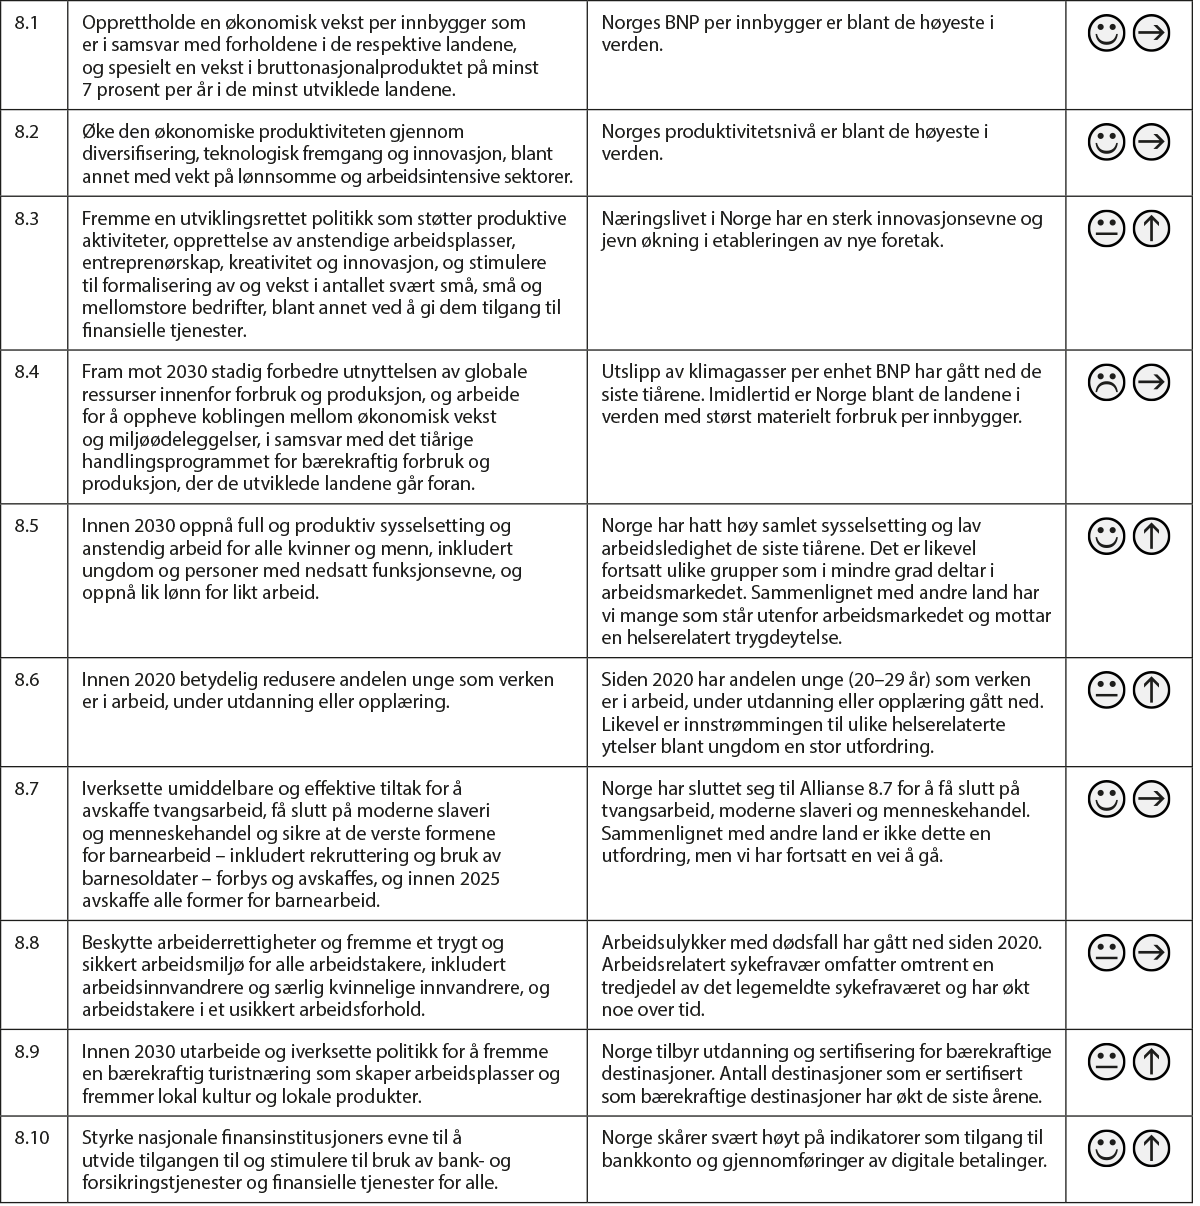 8.1
Opprettholde en økonomisk vekst per innbygger som
er i samsvar med forholdene i de respektive landene,
og spesielt en vekst i bruttonasjonalproduktet på minst
7 prosent per år i de minst utviklede landene.
Norges BNP per innbygger er blant de høyeste i
verden.
8.2
Øke den økonomiske produktiviteten gjennom
diversifisering, teknologisk fremgang og innovasjon, blant
annet med vekt på lønnsomme og arbeidsintensive sektorer.
Norges produktivitetsnivå er blant de høyeste i
verden.
8.3
Fremme en utviklingsrettet politikk som støtter produktive
aktiviteter, opprettelse av anstendige arbeidsplasser,
entreprenørskap, kreativitet og innovasjon, og stimulere
til formalisering av og vekst i antallet svært små, små og
mellomstore bedrifter, blant annet ved å gi dem tilgang til
finansielle tjenester.
Næringslivet i Norge har en sterk innovasjonsevne og
jevn økning i etableringen av nye foretak.
8.4
Fram mot 2030 stadig forbedre utnyttelsen av globale
ressurser innenfor forbruk og produksjon, og arbeide
for å oppheve koblingen mellom økonomisk vekst
og miljøødeleggelser, i samsvar med det tiårige
handlingsprogrammet for bærekraftig forbruk og
produksjon, der de utviklede landene går foran.
Utslipp av klimagasser per enhet BNP har gått ned de
siste tiårene. Imidlertid er Norge blant de landene i
verden med størst materielt forbruk per innbygger.
8.5
Innen 2030 oppnå full og produktiv sysselsetting og
anstendig arbeid for alle kvinner og menn, inkludert
ungdom og personer med nedsatt funksjonsevne, og
oppnå lik lønn for likt arbeid.
Norge har hatt høy samlet sysselsetting og lav
arbeidsledighet de siste tiårene. Det er likevel
fortsatt ulike grupper som i mindre grad deltar i
arbeidsmarkedet. Sammenlignet med andre land har
vi mange som står utenfor arbeidsmarkedet og mottar
en helserelatert trygdeytelse.
8.6
Innen 2020 betydelig redusere andelen unge som verken
er i arbeid, under utdanning eller opplæring.
Siden 2020 har andelen unge (20–29 år) som verken
er i arbeid, under utdanning eller opplæring gått ned.
Likevel er innstrømmingen til ulike helserelaterte
ytelser blant ungdom en stor utfordring.
8.7
Iverksette umiddelbare og effektive tiltak for å
avskaffe tvangsarbeid, få slutt på moderne slaveri
og menneskehandel og sikre at de verste formene
for barnearbeid – inkludert rekruttering og bruk av
barnesoldater – forbys og avskaffes, og innen 2025
avskaffe alle former for barnearbeid.
Norge har sluttet seg til Allianse 8.7 for å få slutt på
tvangsarbeid, moderne slaveri og menneskehandel.
Sammenlignet med andre land er ikke dette en
utfordring, men vi har fortsatt en vei å gå.
8.8
Beskytte arbeiderrettigheter og fremme et trygt og
sikkert arbeidsmiljø for alle arbeidstakere, inkludert
arbeidsinnvandrere og særlig kvinnelige innvandrere, og
arbeidstakere i et usikkert arbeidsforhold.
Arbeidsulykker med dødsfall har gått ned siden 2020.
Arbeidsrelatert sykefravær omfatter omtrent en
tredjedel av det legemeldte sykefraværet og har økt
noe over tid.
8.9
Innen 2030 utarbeide og iverksette politikk for å fremme
en bærekraftig turistnæring som skaper arbeidsplasser og
fremmer lokal kultur og lokale produkter.
Norge tilbyr utdanning og sertifisering for bærekraftige
destinasjoner. Antall destinasjoner som er sertifisert
som bærekraftige destinasjoner har økt de siste årene.
8.10
Styrke nasjonale finansinstitusjoners evne til å
utvide tilgangen til og stimulere til bruk av bank- og
forsikringstjenester og finansielle tjenester for alle.
Norge skårer svært høyt på indikatorer som tilgang til
bankkonto og gjennomføringer av digitale betalinger.